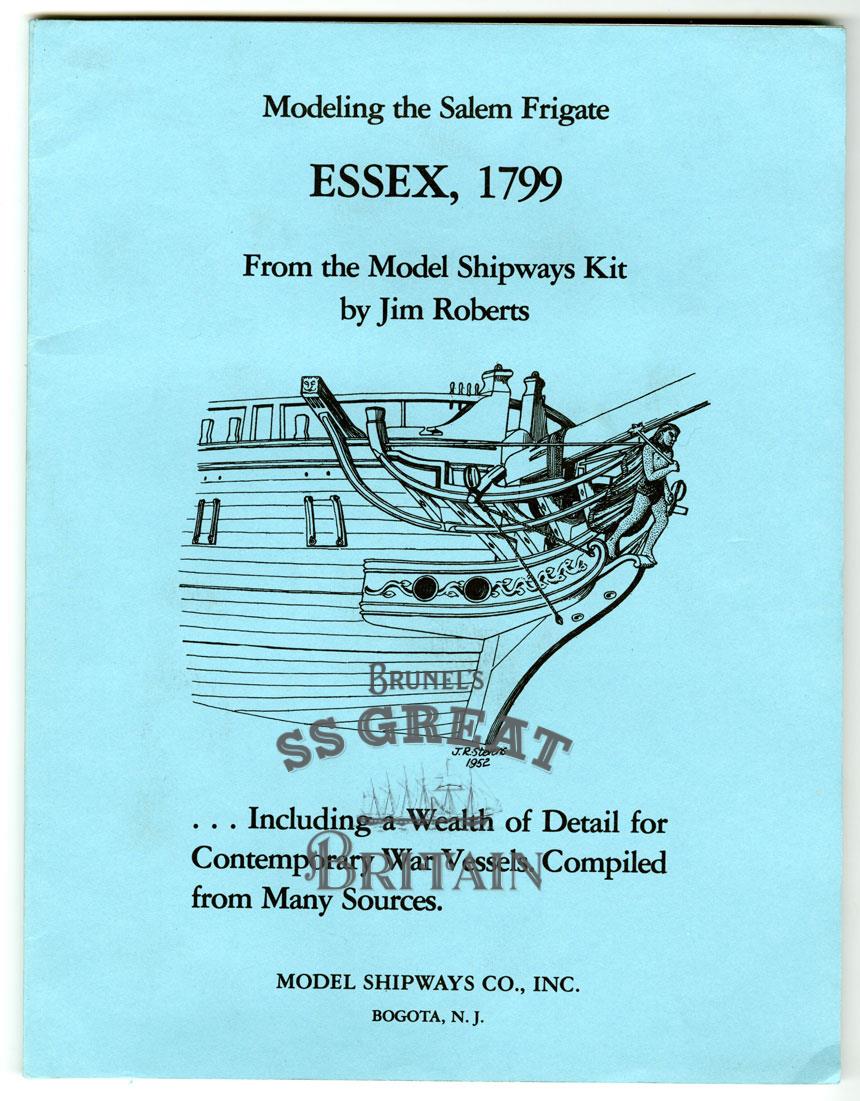 Modeling the Salem Frigate
ESSEX, 1799
From the Model Shipways Kit
by Jim Roberts
J.R. Stevens
1952
BRUNEL'S
SS GREAT
BRITAIN
. . . Including a Wealth of Detail for
Contemporary War Vessels, Compiled
from Many Sources.
MODEL SHIPWAYS CO., INC.
BOGOTA, N. J.